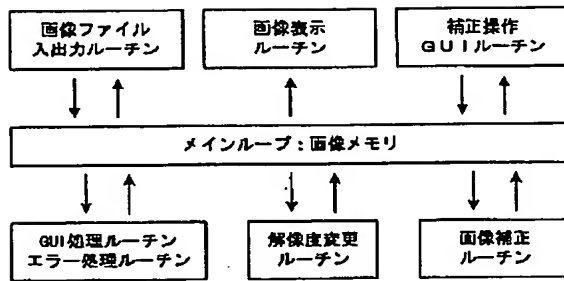 画像ファイル
入出力ルーチン
画像表示
ルーチン
補正操作
ＧＵＩルーチン
メインループ：画像メモリ
GUI処理ルーチン
エラー処理ルーチン
解像度変更
ルーチン
画像補正
ルーチン